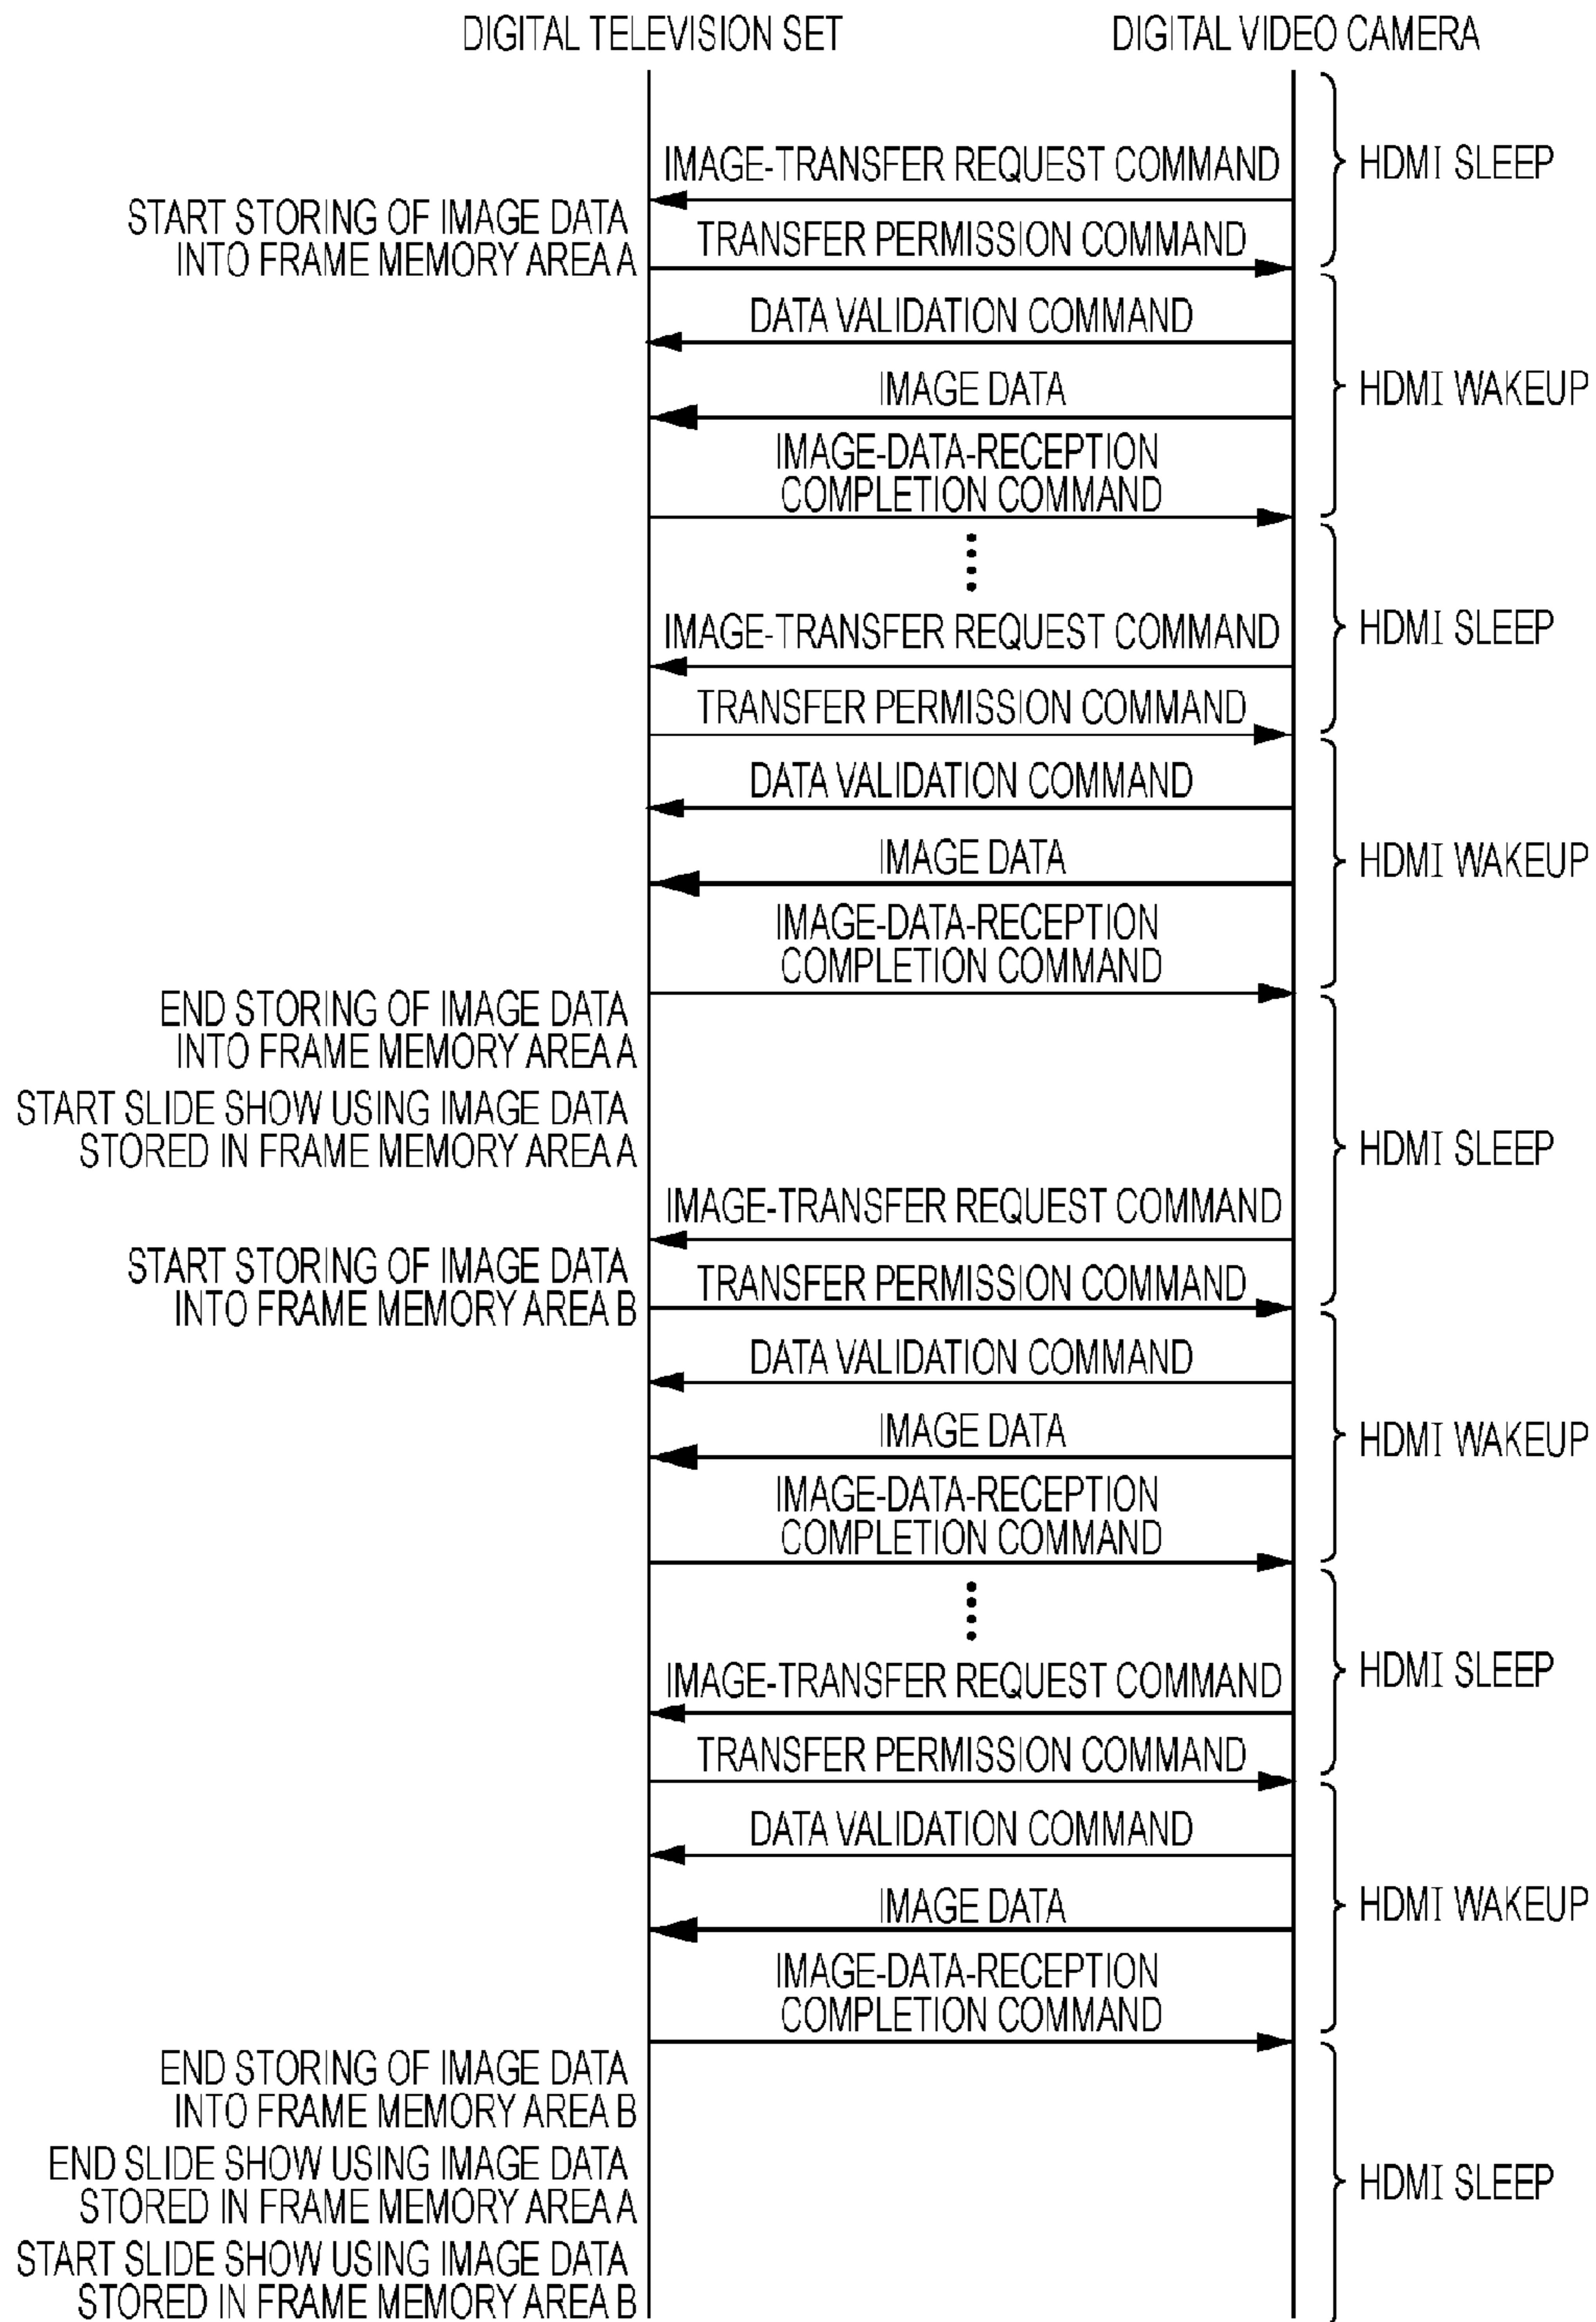 DIGITAL TELEVISION SET
DIGITAL VIDEO CAMERA
IMAGE-TRANSFER REQUEST COMMAND
HDMI SLEEP
START STORING OF IMAGE DATA
INTO FRAME MEMORY AREA A
TRANSFER PERMISSION COMMAND
DATA VALIDATION COMMAND
IMAGE DATA
HDMI WAKEUP
IMAGE-DATA-RECEPTION
COMPLETION COMMAND
IMAGE-TRANSFER REQUEST COMMAND
HDMI SLEEP
TRANSFER PERMISSION COMMAND
DATA VALIDATION COMMAND
IMAGE DATA
HDMI WAKEUP
IMAGE-DATA-RECEPTION
COMPLETION COMMAND
END STORING OF IMAGE DATA
INTO FRAME MEMORY AREA A
START SLIDE SHOW USING IMAGE DATA
STORED IN FRAME MEMORY AREA A
HDMI SLEEP
IMAGE-TRANSFER REQUEST COMMAND
START STORING OF IMAGE DATA
INTO FRAME MEMORY AREA B
TRANSFER PERMISSION COMMAND
DATA VALIDATION COMMAND
IMAGE DATA
HDMI WAKEUP
IMAGE-DATA-RECEPTION
COMPLETION COMMAND
IMAGE-TRANSFER REQUEST COMMAND
HDMI SLEEP
TRANSFER PERMISSION COMMAND
DATA VALIDATION COMMAND
IMAGE DATA
HDMI WAKEUP
IMAGE-DATA-RECEPTION
COMPLETION COMMAND
END STORING OF IMAGE DATA
INTO FRAME MEMORY AREA B
END SLIDE SHOW USING IMAGE DATA
STORED IN FRAME MEMORY AREA A
HDMI SLEEP
START SLIDE SHOW USING IMAGE DATA
STORED IN FRAME MEMORY AREA B